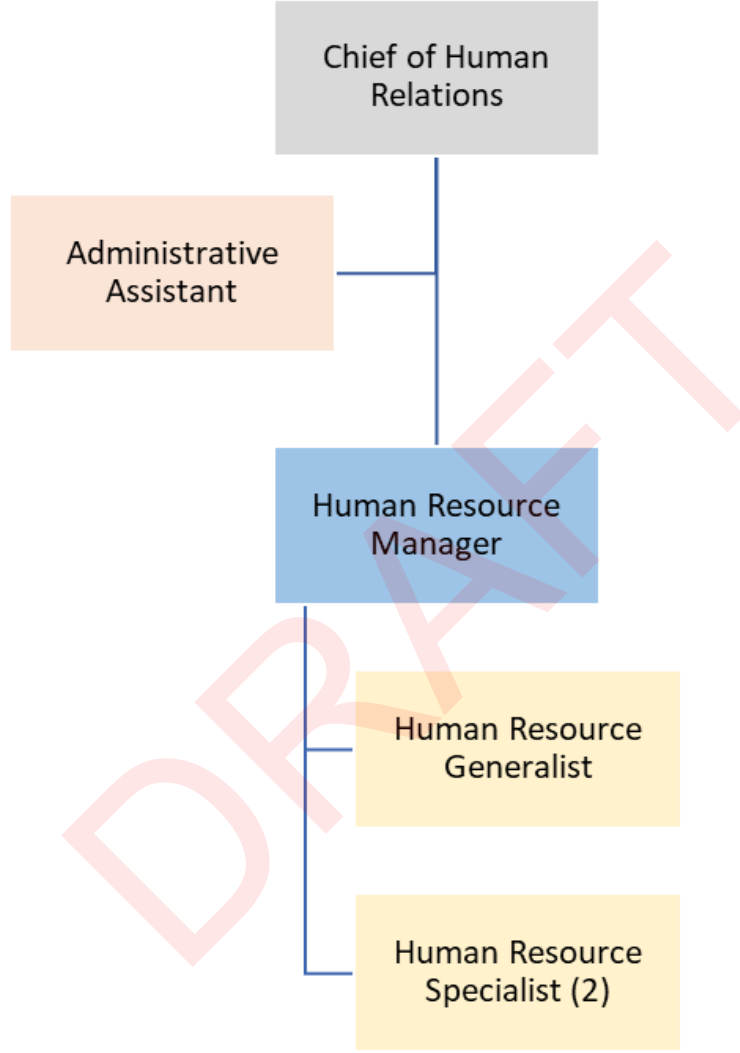 Chief of Human
Relations
Administrative
Assistant
Human Resource
Manager
Human Resource
Generalist
Human Resource
Specialist (2)
DRAFT